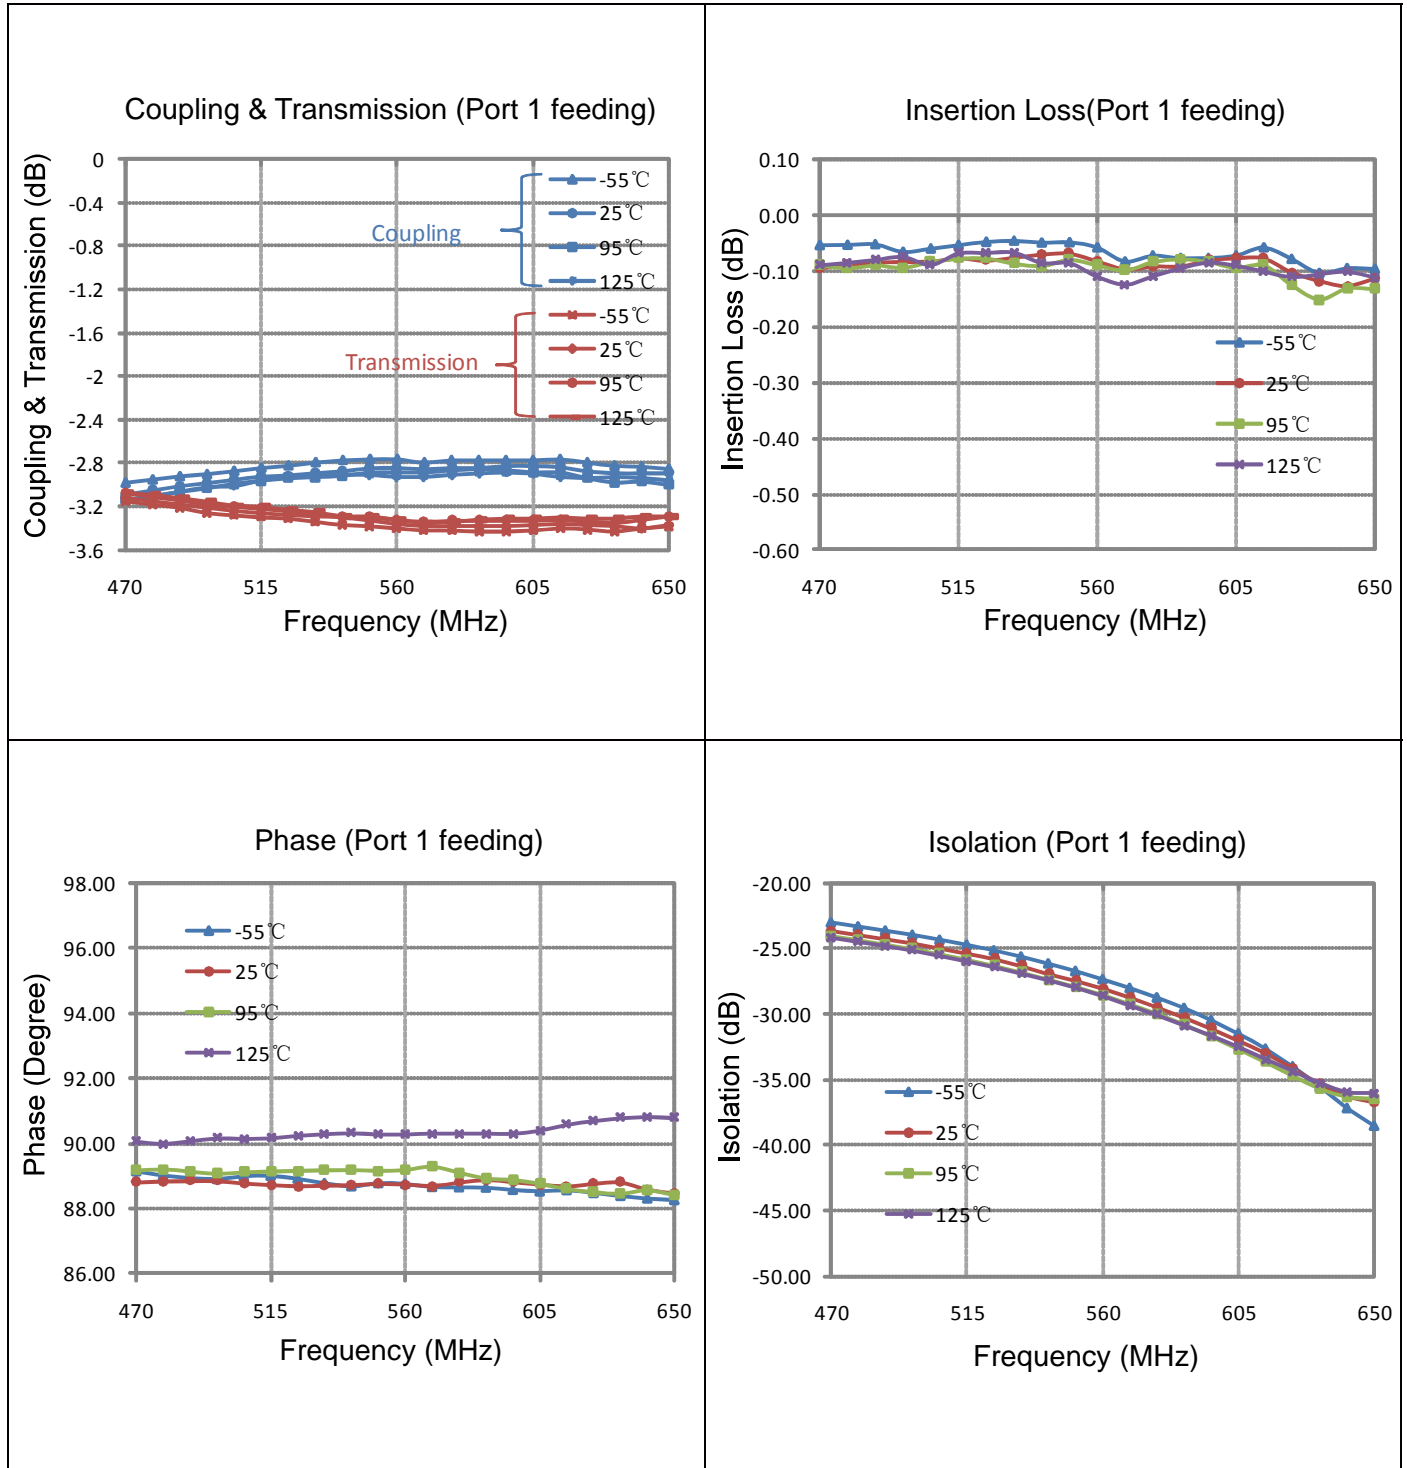 Coupling & Transmission (Port 1 feeding)
Coupling & Transmission (dB)
0
-0.4
-0.8
-1.2
-1.6
-2
-2.4
-2.8
-3.2
-3.6
Coupling
-55℃
25℃
95℃
125℃
Transmission
-55℃
25℃
95℃
125℃
470 515 560 605 650
Frequency (MHz)
Insertion Loss(Port 1 feeding)
Insertion Loss (dB)
0.10
0.00
-0.10
-0.20
-0.30
-0.40
-0.50
-0.60
-55℃
25℃
95℃
125℃
470 515 560 605 650
Frequency (MHz)
Phase (Port 1 feeding)
Phase (Degree)
98.00
96.00
94.00
92.00
90.00
88.00
86.00
-55℃
25℃
95℃
125℃
470 515 560 605 650
Frequency (MHz)
Isolation (Port 1 feeding)
Isolation (dB)
-20.00
-25.00
-30.00
-35.00
-40.00
-45.00
-50.00
-55℃
25℃
95℃
125℃
470 515 560 605 650
Frequency (MHz)